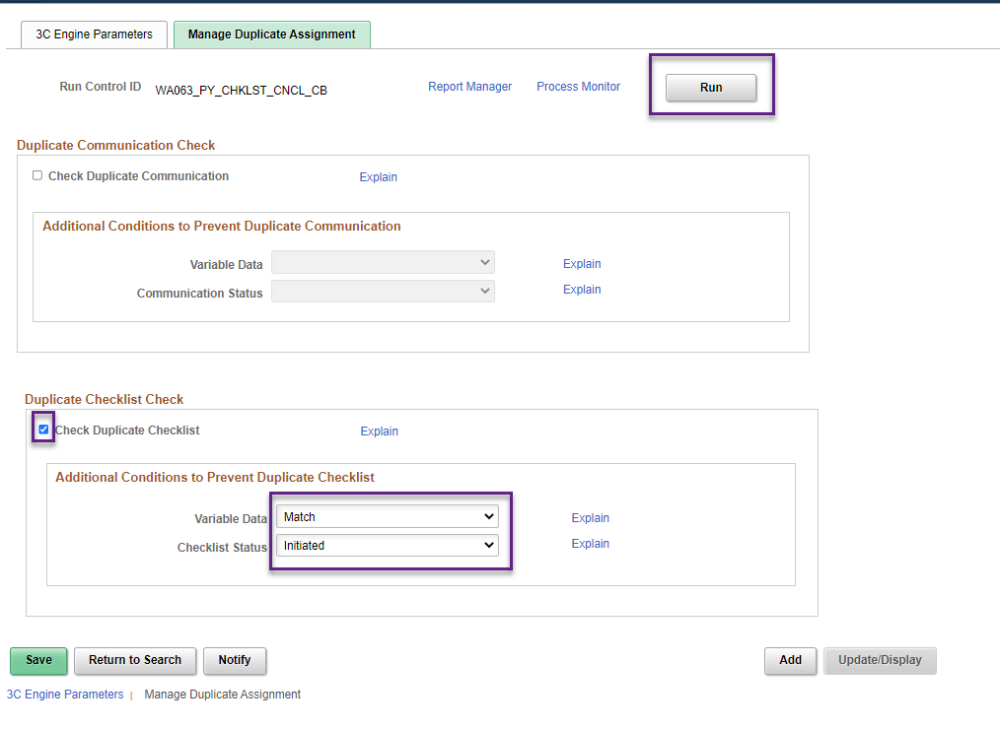 3C Engine Parameters
Manage Duplicate Assignment
Run Control ID WA063_PY_CHKLST_CNCL_CB Report Manager Process Monitor Run
Duplicate Communication Check
Check Duplicate Communication Explain
Additional Conditions to Prevent Duplicate Communication
Variable Data Explain
Communication Status Explain
Duplicate Checklist Check
Check Duplicate Checklist Explain
Additional Conditions to Prevent Duplicate Checklist
Variable Data Match Explain
Checklist Status Initiated Explain
Save Return to Search Notify Add Update/Display
3C Engine Parameters | Manage Duplicate Assignment